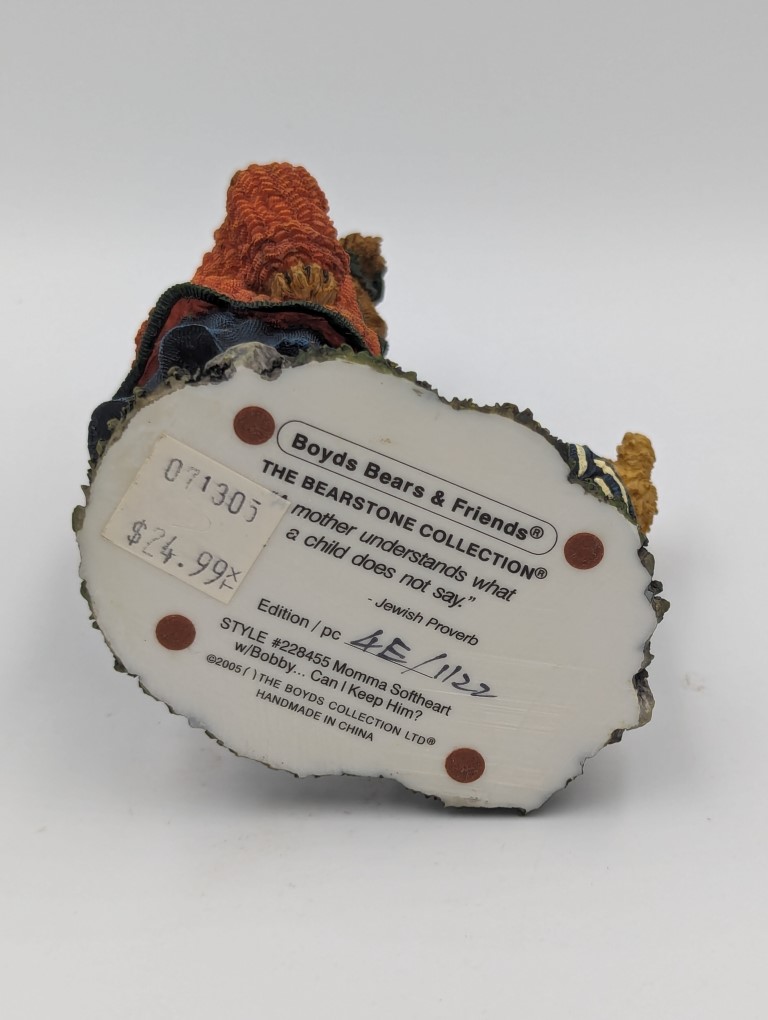 071305
$24.99
Boyds Bears & Friends®
THE BEARSTONE COLLECTION®
"A mother understands what
a child does not say."
- Jewish Proverb
Edition / pc 4E/1122
STYLE #228455 Momma Softheart
w/Bobby... Can I Keep Him?
©2005 ( ) THE BOYDS COLLECTION LTD®
HANDMADE IN CHINA